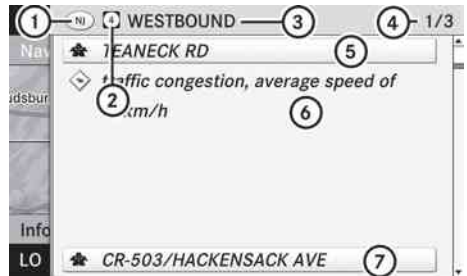 1 NJ 4 WESTBOUND 3 4 1/3
Nav
TEANECK RD 5
traffic congestion, average speed of
2
km/h 6
Info
LO CR-503/HACKENSACK AVE 7